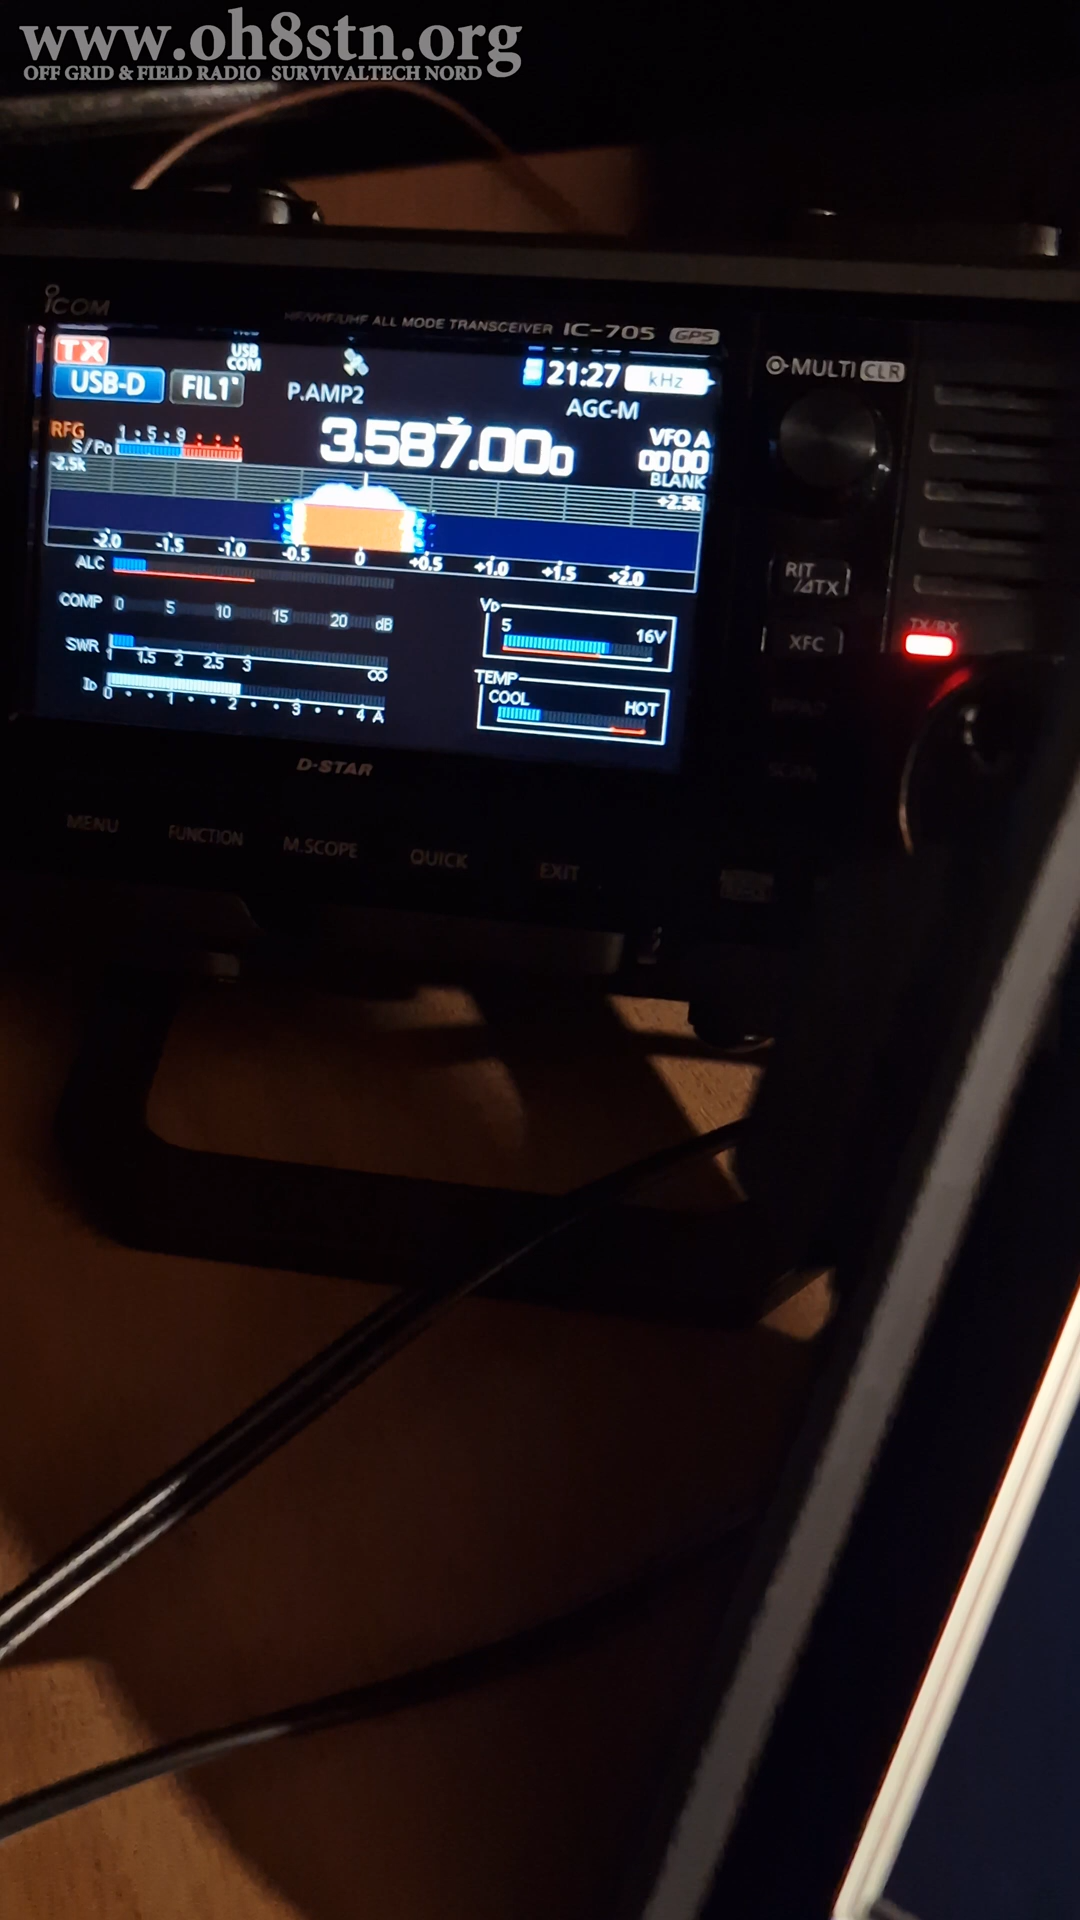 www.oh8stn.org
OFF GRID & FIELD RADIO SURVIVALTECH NORD
ICOM
HF/VHF/UHF ALL MODE TRANSCEIVER IC-705 GPS
TX
USB
COM
21:27 kHz
USB-D FIL1
P.AMP2
AGC-M
MULTI CLR
RFG
S/Po 1 5 9
3.587.000
VFO A
00 00
BLANK
-2.5k
+2.5k
-2.0 -1.5 -1.0 -0.5 0 +0.5 +1.0 +1.5 +2.0
ALC
COMP 0 5 10 15 20 dB
SWR 1 1.5 2 2.5 3 ∞
ID 0 1 2 3 4 A
VD
5 16V
TEMP
COOL HOT
RIT
/⊿TX
TX/RX
XFC
SCAN
D-STAR
MENU FUNCTION M.SCOPE QUICK EXIT